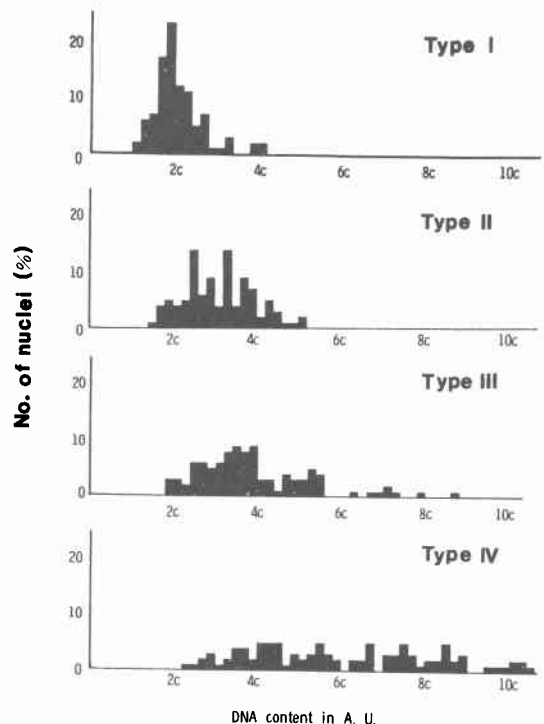 No. of nuclei (%)
Type I
20
10
0
2c 4c 6c 8c 10c
Type II
20
10
0
2c 4c 6c 8c 10c
Type III
20
10
0
2c 4c 6c 8c 10c
Type IV
20
10
0
2c 4c 6c 8c 10c
DNA content in A. U.